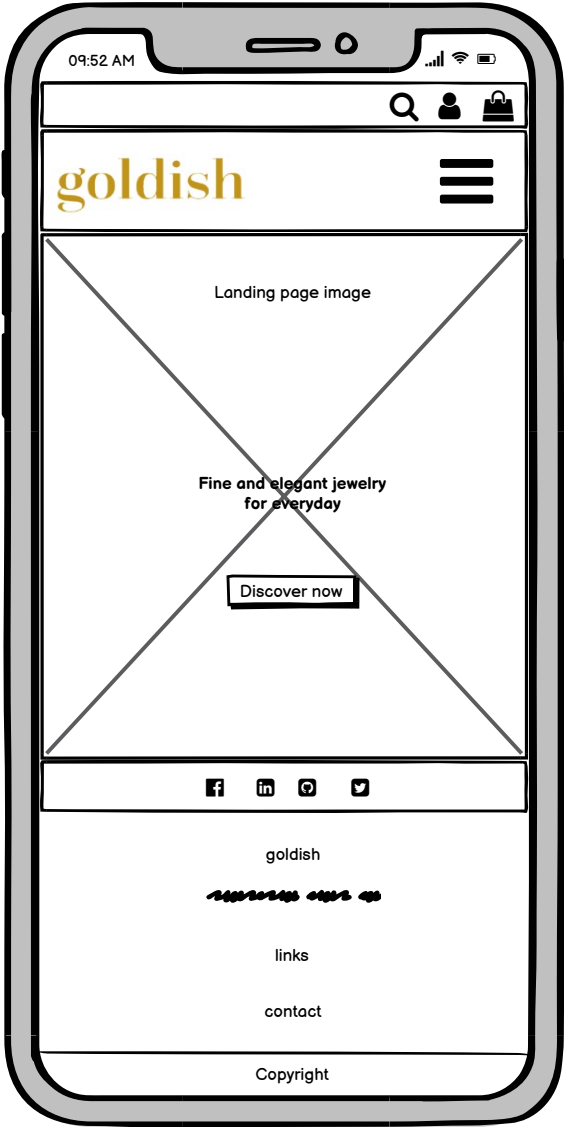 09:52 AM
goldish
Landing page image
Fine and elegant jewelry
for everyday
Discover now
goldish
links
contact
Copyright